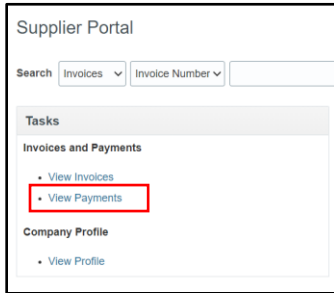 Supplier Portal
Search Invoices Invoice Number
Tasks
Invoices and Payments
• View Invoices
• View Payments
Company Profile
• View Profile